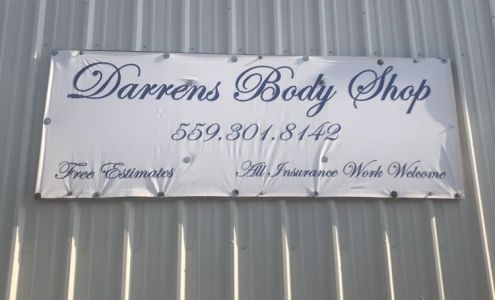 Darrens Body Shop
559.301.8142
Free Estimates All Insurance Work Welcome